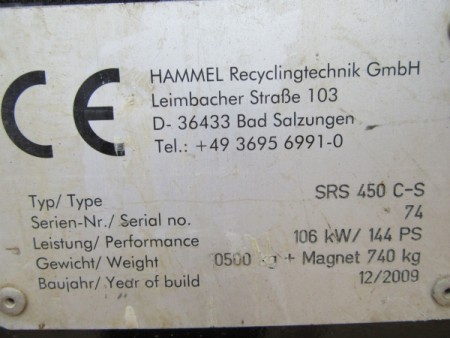 CE
HAMMEL Recyclingtechnik GmbH
Leimbacher Straße 103
D- 36433 Bad Salzungen
Tel.: +49 3695 6991-0
Typ/ Type SRS 450 C-S
Serien-Nr./ Serial no. 74
Leistung/ Performance 106 kW/ 144 PS
Gewicht/ Weight 0500 kg + Magnet 740 kg
Baujahr/ Year of build 12/2009